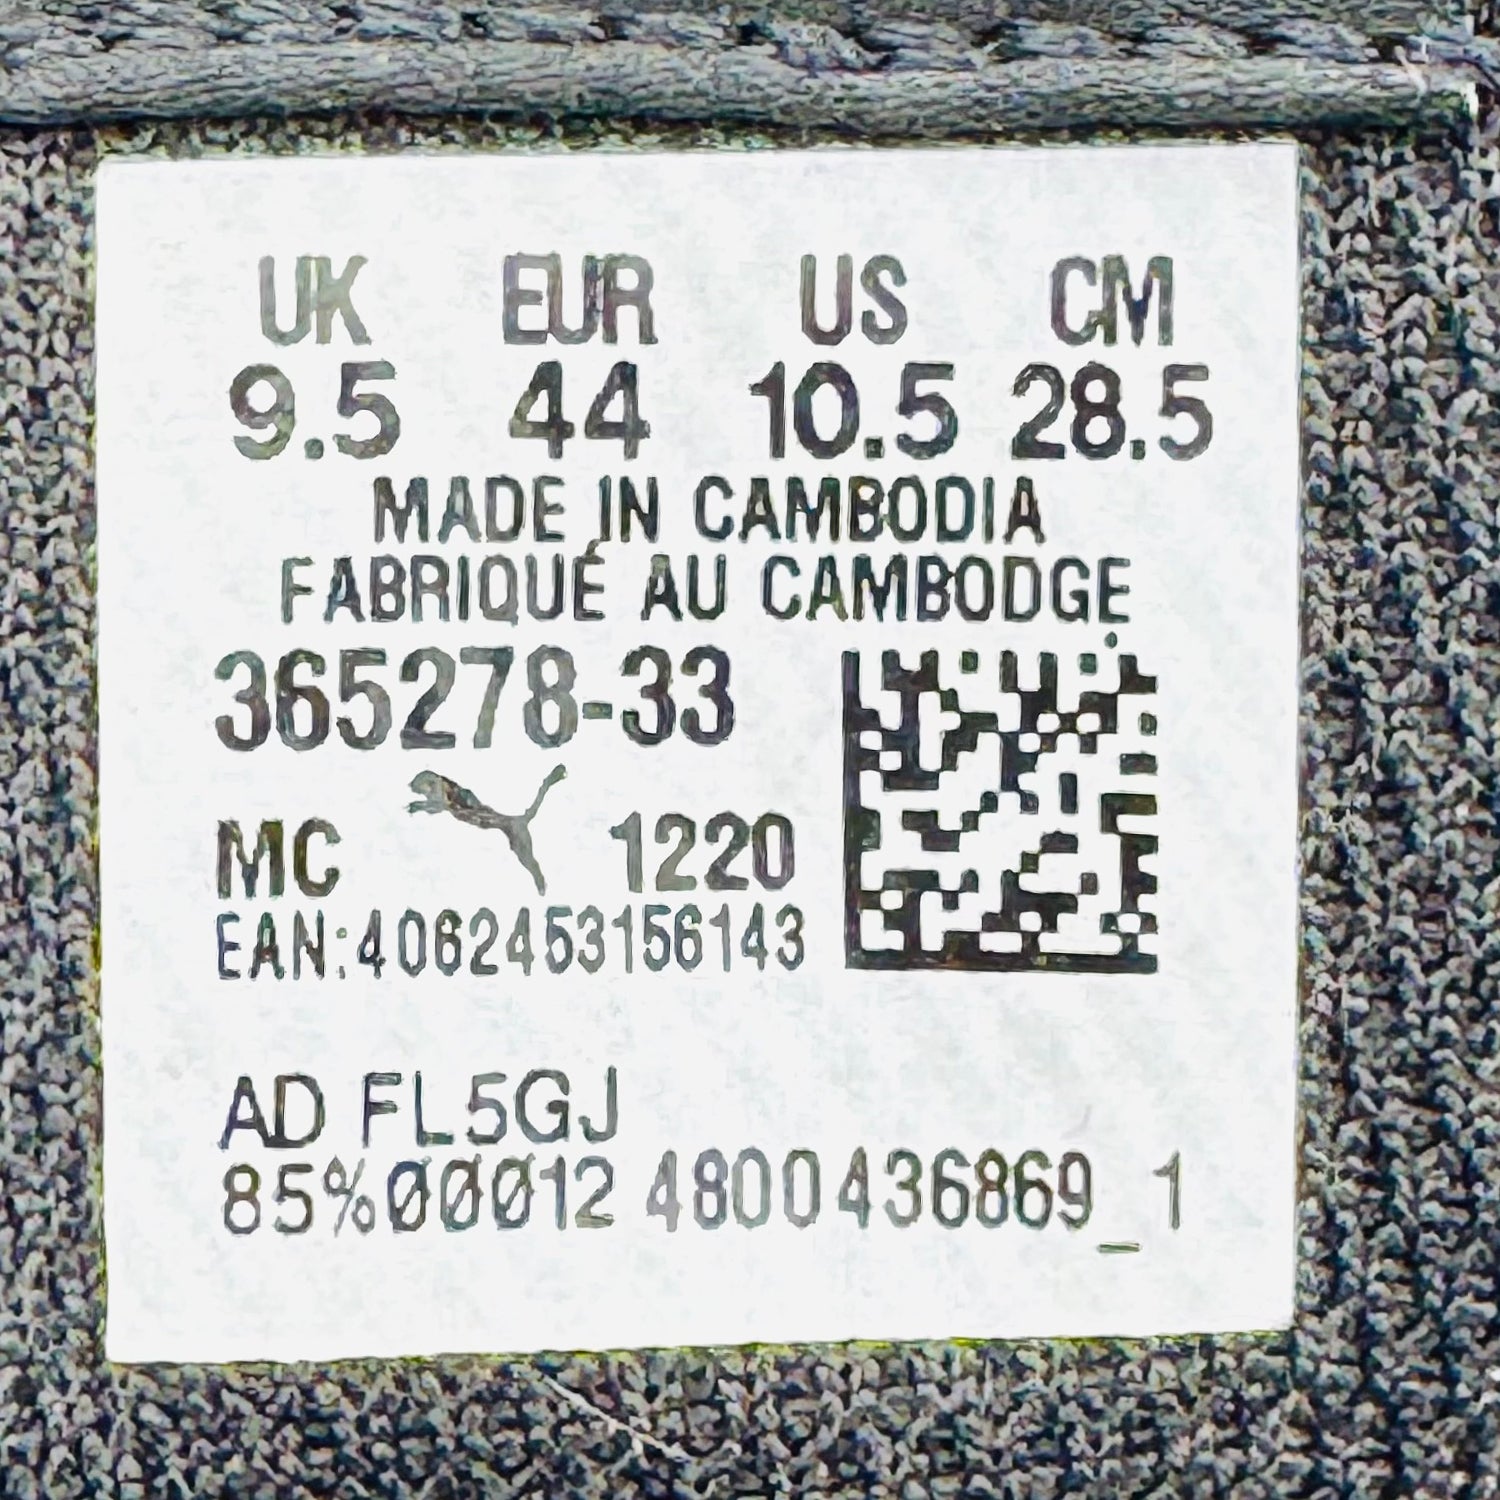 UK EUR US CM
9.5 44 10.5 28.5
MADE IN CAMBODIA
FABRIQUÉ AU CAMBODGE
365278-33
MC 1220
EAN:4062453156143
AD FL5GJ
85%00012 4800436869_1